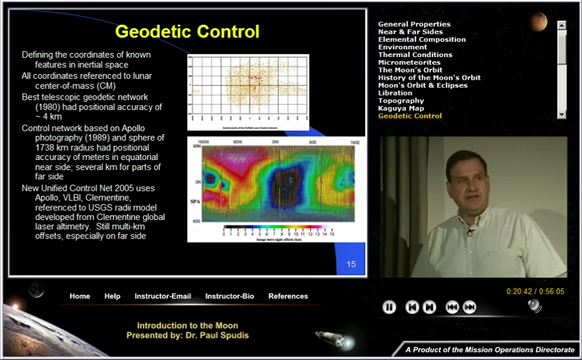 Geodetic Control
Defining the coordinates of known
features in inertial space
All coordinates referenced to lunar
center-of-mass (CM)
Best telescopic geodetic network
(1980) had positional accuracy of
~ 4 km
Control network based on Apollo
photography (1989) and sphere of
1738 km radius had positional
accuracy of meters in equatorial
near side; several km for parts of
far side
New Unified Control Net 2005 uses
Apollo, VLBI, Clementine,
referenced to USGS radii model
developed from Clementine global
laser altimetry. Still multi-km
offsets, especially on far side
SPA
15
General Properties
Near & Far Sides
Elemental Composition
Environment
Thermal Conditions
Micrometeorites
The Moon's Orbit
History of the Moon's Orbit
Moon's Orbit & Eclipses
Libration
Topography
Kaguya Map
Geodetic Control
0:20:42 / 0:56:05
Home Help Instructor-Email Instructor-Bio References
Introduction to the Moon
Presented by: Dr. Paul Spudis
A Product of the Mission Operations Directorate